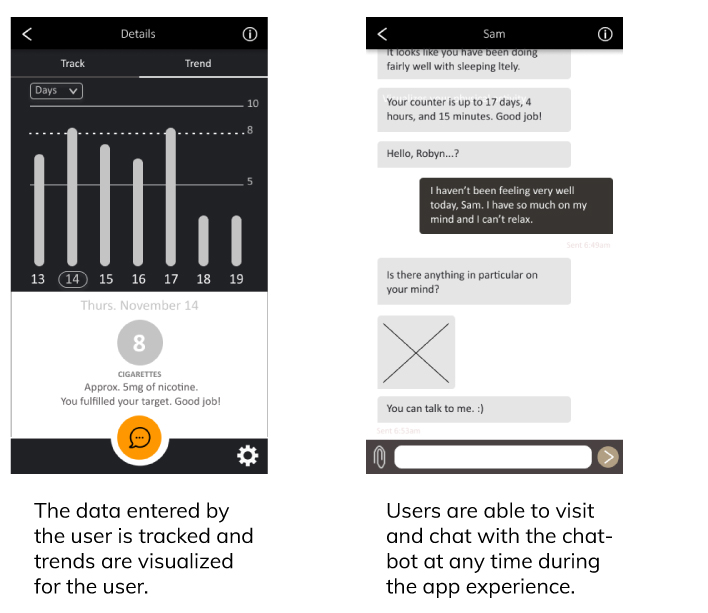 Details
Track
Trend
Days
10
8
5
13
14
15
16
17
18
19
Thurs. November 14
8
CIGARETTES
Approx. 5mg of nicotine.
You fulfilled your target. Good job!
The data entered by
the user is tracked and
trends are visualized
for the user.
Sam
It looks like you have been doing
fairly well with sleeping ltely.
Your counter is up to 17 days, 4
hours, and 15 minutes. Good job!
Hello, Robyn...?
I haven't been feeling very well
today, Sam. I have so much on my
mind and I can't relax.
Sent 6:49am
Is there anything in particular on
your mind?
You can talk to me. :)
Sent 6:53am
Users are able to visit
and chat with the chat-
bot at any time during
the app experience.